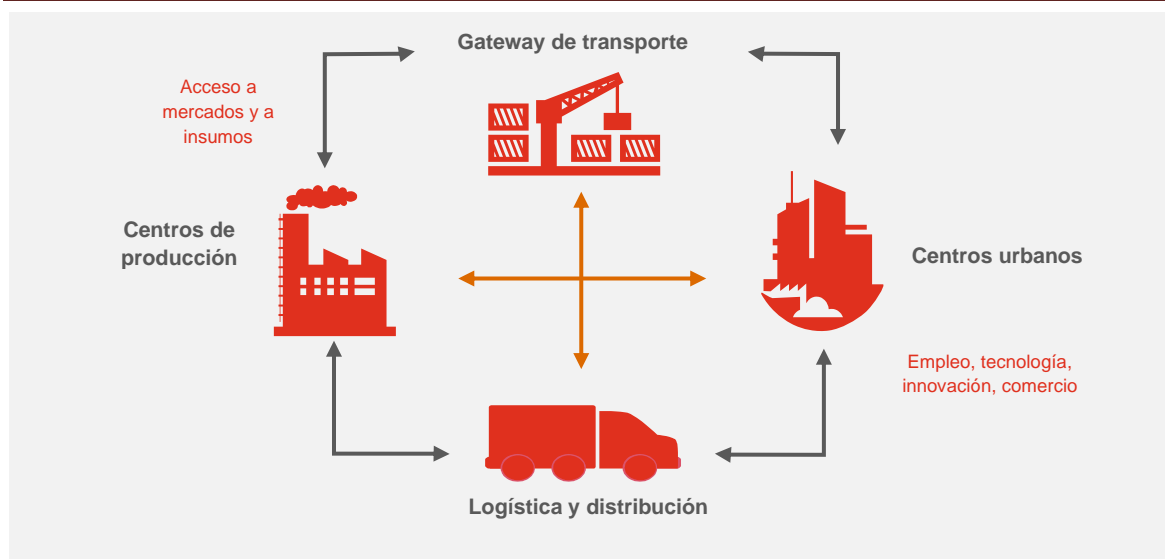 Gateway de transporte
Acceso a
mercados y a
insumos
Centros de
producción
Centros urbanos
Empleo, tecnología,
innovación, comercio
Logística y distribución